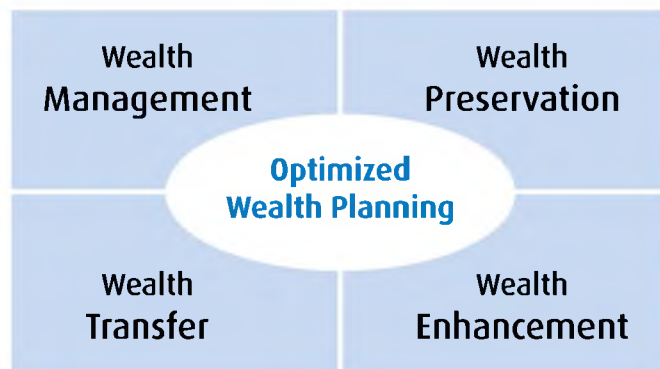 Wealth
Management
Wealth
Preservation
Optimized
Wealth Planning
Wealth
Transfer
Wealth
Enhancement